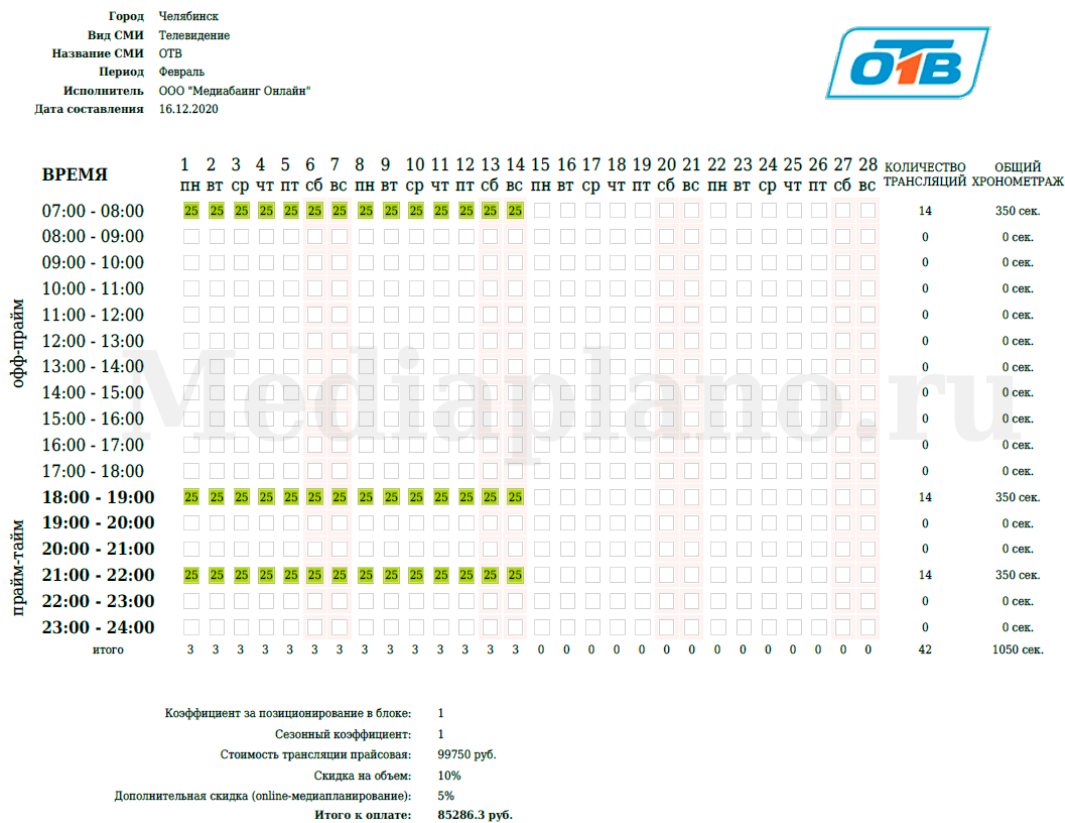 Город Челябинск
Вид СМИ Телевидение
Название СМИ ОТВ
Период Февраль
Исполнитель ООО "Медиабаинг Онлайн"
Дата составления 16.12.2020
ОТВ
ВРЕМЯ 1 2 3 4 5 6 7 8 9 10 11 12 13 14 15 16 17 18 19 20 21 22 23 24 25 26 27 28 КОЛИЧЕСТВО ОБЩИЙ
пн вт ср чт пт сб вс пн вт ср чт пт сб вс пн вт ср чт пт сб вс пн вт ср чт пт сб вс ТРАНСЛЯЦИЙ ХРОНОМЕТРАЖ
офф-прайм
07:00 - 08:00 25 25 25 25 25 25 25 25 25 25 25 25 25 25 14 350 сек.
08:00 - 09:00 0 0 сек.
09:00 - 10:00 0 0 сек.
10:00 - 11:00 0 0 сек.
11:00 - 12:00 0 0 сек.
12:00 - 13:00 0 0 сек.
13:00 - 14:00 0 0 сек.
14:00 - 15:00 0 0 сек.
15:00 - 16:00 0 0 сек.
16:00 - 17:00 0 0 сек.
17:00 - 18:00 0 0 сек.
Mediaplano.ru
прайм-тайм
18:00 - 19:00 25 25 25 25 25 25 25 25 25 25 25 25 25 25 14 350 сек.
19:00 - 20:00 0 0 сек.
20:00 - 21:00 0 0 сек.
21:00 - 22:00 25 25 25 25 25 25 25 25 25 25 25 25 25 25 14 350 сек.
22:00 - 23:00 0 0 сек.
23:00 - 24:00 0 0 сек.
итого 3 3 3 3 3 3 3 3 3 3 3 3 3 3 0 0 0 0 0 0 0 0 0 0 0 0 0 0 42 1050 сек.
Коэффициент за позиционирование в блоке: 1
Сезонный коэффициент: 1
Стоимость трансляции прайсовая: 99750 руб.
Скидка на объем: 10%
Дополнительная скидка (online-медиапланирование): 5%
Итого к оплате: 85286.3 руб.